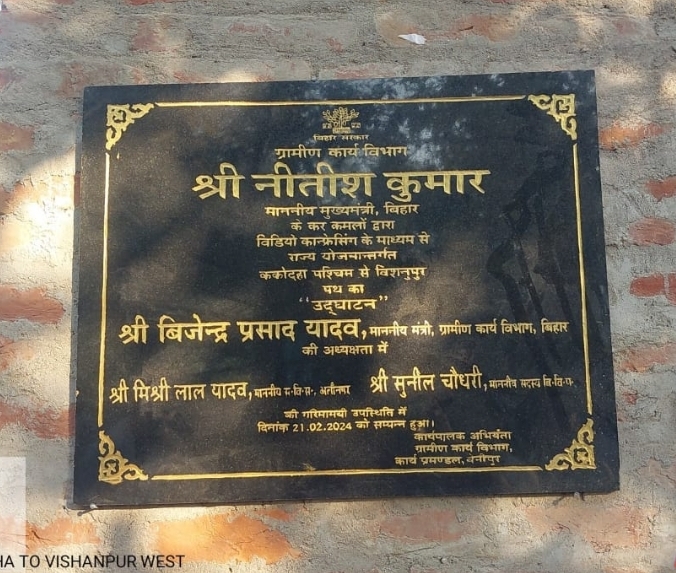 बिहार सरकार
ग्रामीण कार्य विभाग
श्री नीतीश कुमार
माननीय मुख्यमंत्री, बिहार
के कर कमलों द्वारा
विडियो कान्फ्रेसिंग के माध्यम से
राज्य योजनान्तर्गत
ककोढ़हा पश्चिम से विशनुपुर
पथ का
"उद्घाटन"
श्री बिजेन्द्र प्रसाद यादव, माननीय मंत्री, ग्रामीण कार्य विभाग, बिहार
की अध्यक्षता में
श्री मिश्री लाल यादव, माननीय स॰वि॰स॰, अलीनगर श्री सुनील चौधरी, माननीय सदस्य बि॰वि॰प॰
की गरिमामयी उपस्थिति में
दिनांक 21.02.2024 को सम्पन्न हुआ।
कार्यपालक अभियंता
ग्रामीण कार्य विभाग,
कार्य प्रमण्डल, बेनीपुर
HA TO VISHANPUR WEST